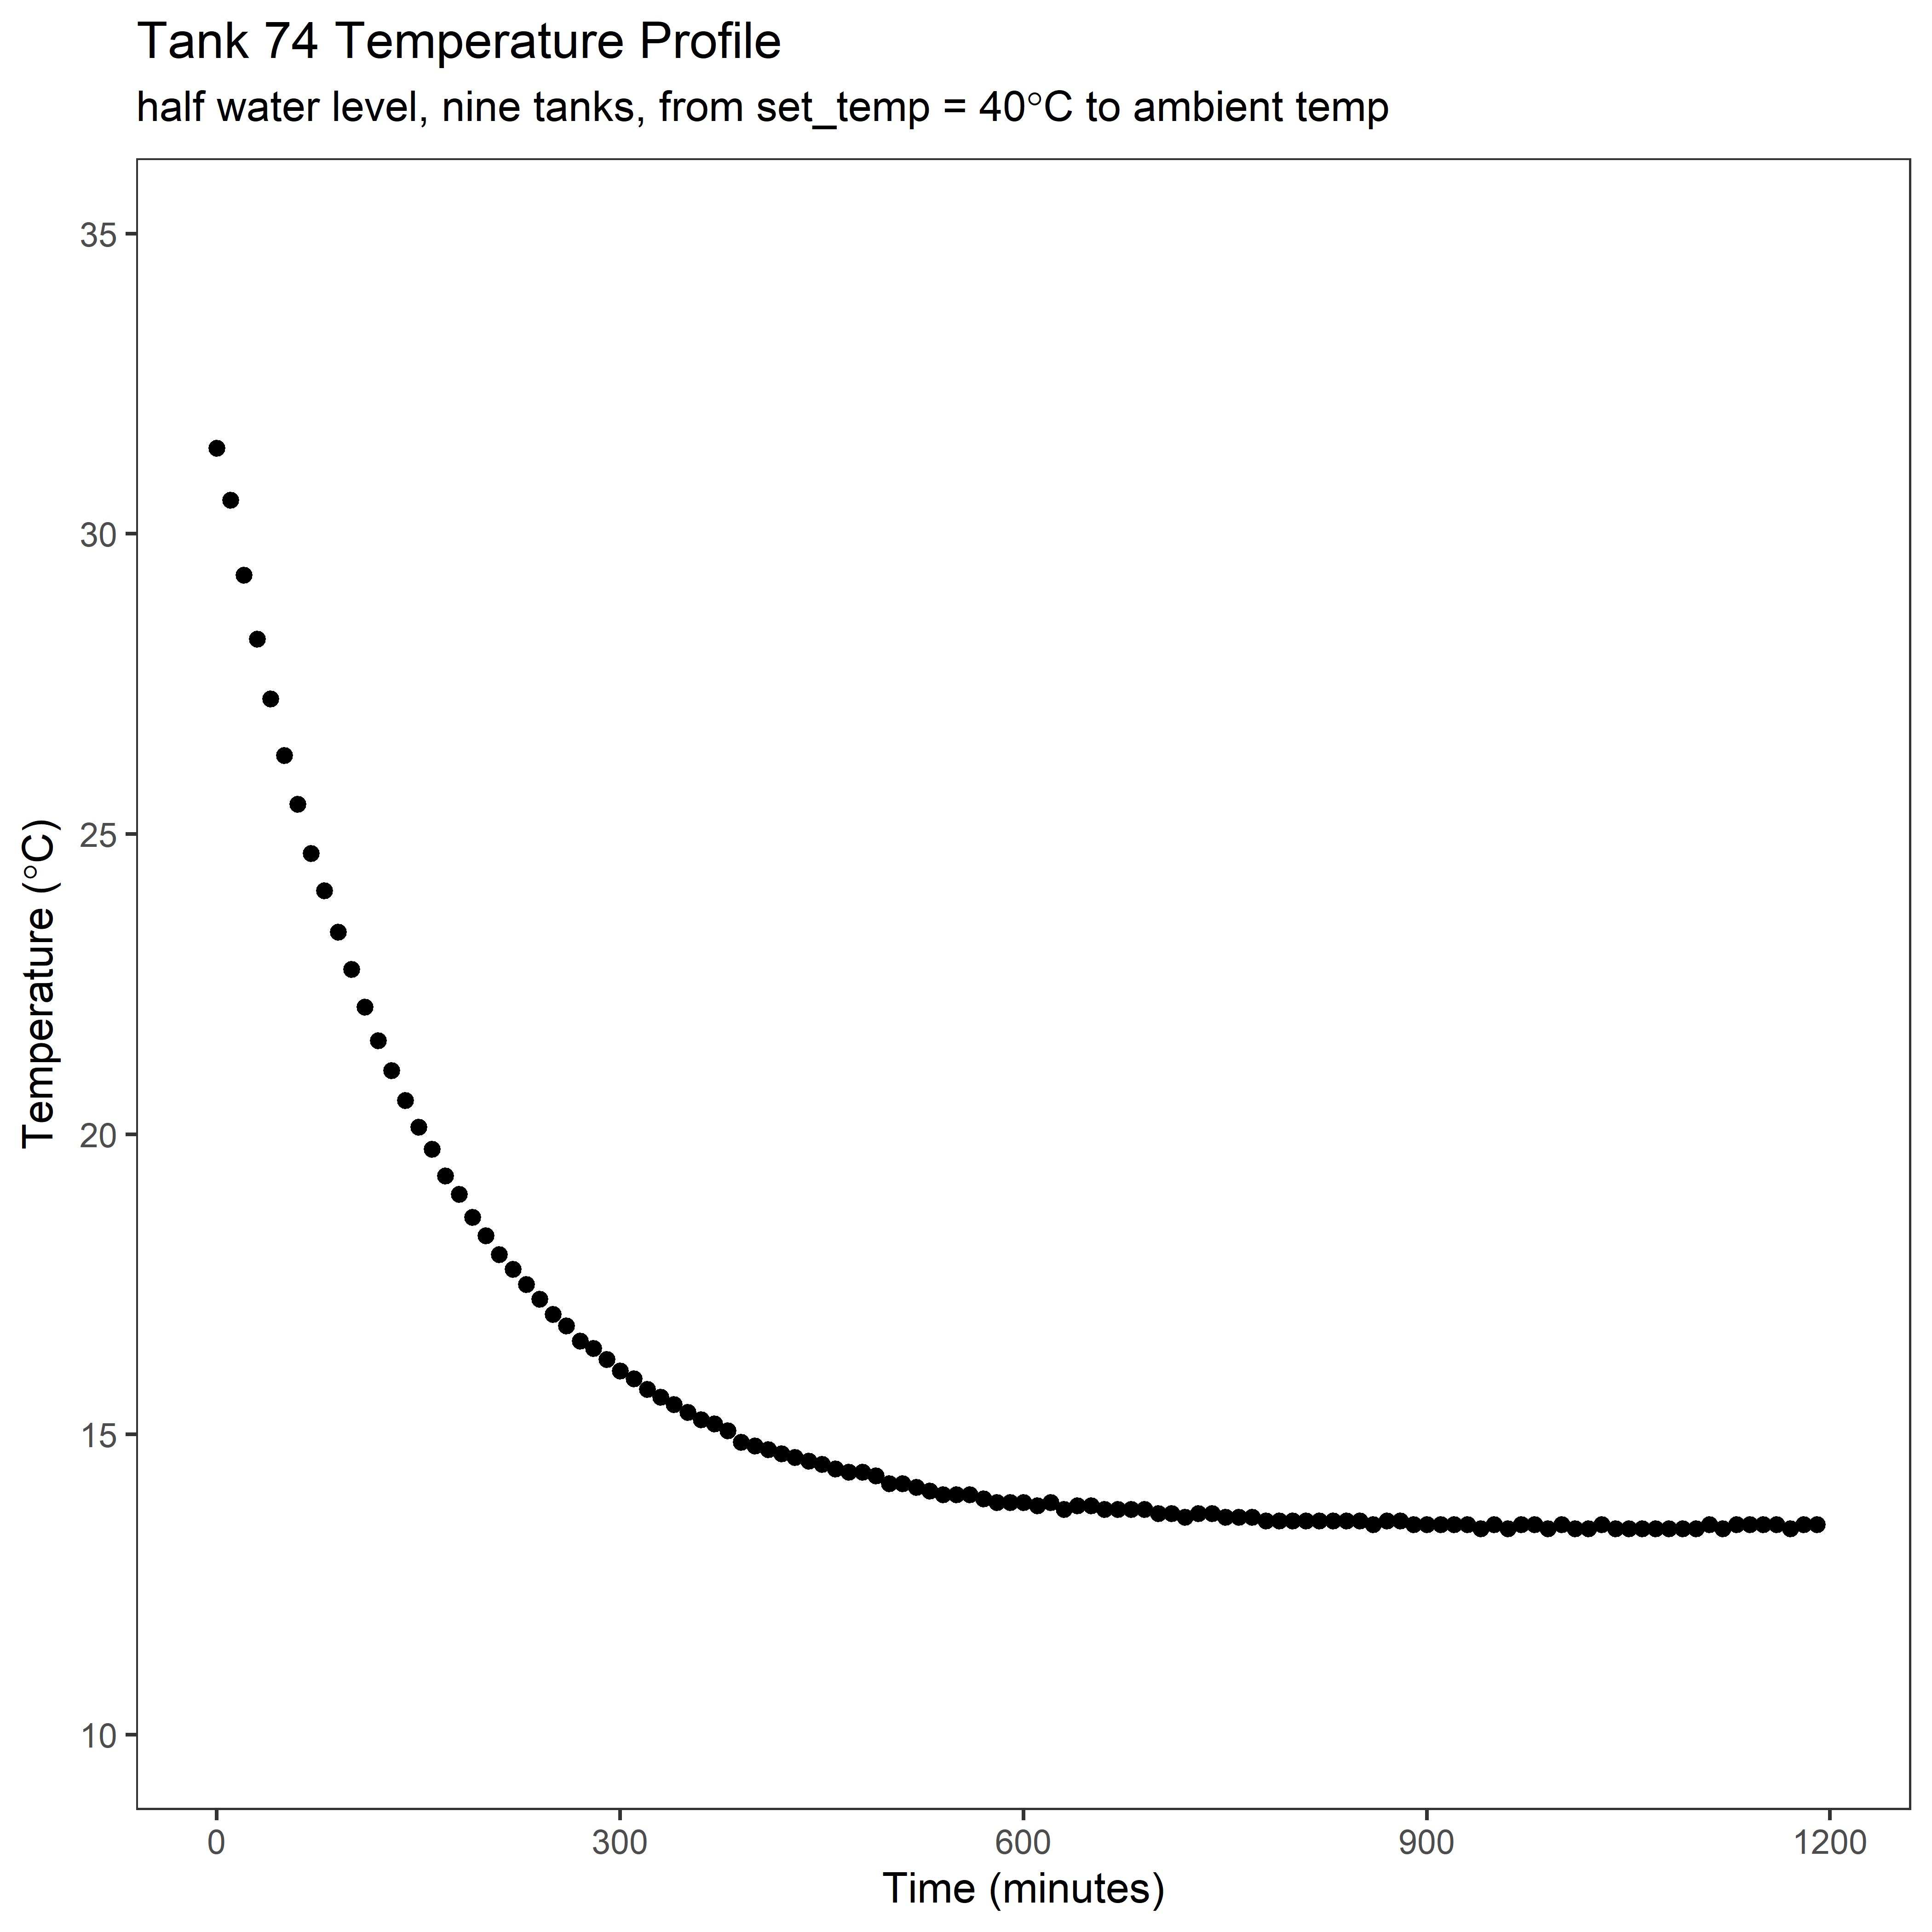 Tank 74 Temperature Profile
half water level, nine tanks, from set_temp = 40°C to ambient temp
35
30
25
20
15
10
Temperature (°C)
0 300 600 900 1200
Time (minutes)